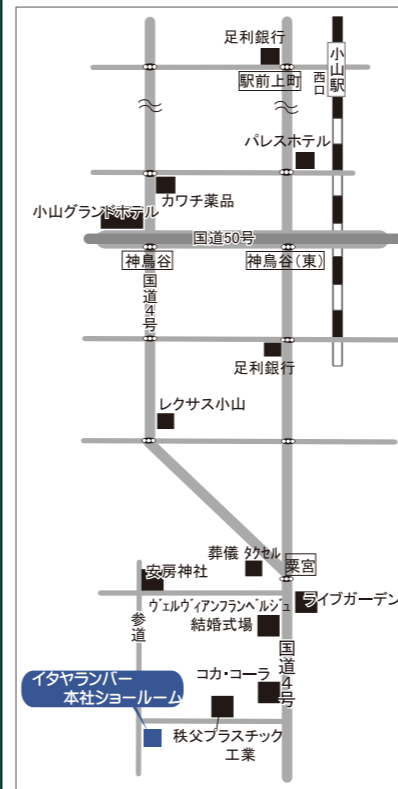 足利銀行
小山駅
駅前上町
西口
パレスホテル
カワチ薬品
小山グランドホテル
国道50号
神鳥谷
神鳥谷(東)
国道4号
足利銀行
レクサス小山
葬儀 タクセル
粟宮
安房神社
ライブガーデン
ヴェルヴィアンフランベルジュ
結婚式場
参道
国道4号
イタヤランバー
本社ショールーム
コカ・コーラ
秩父プラスチック
工業